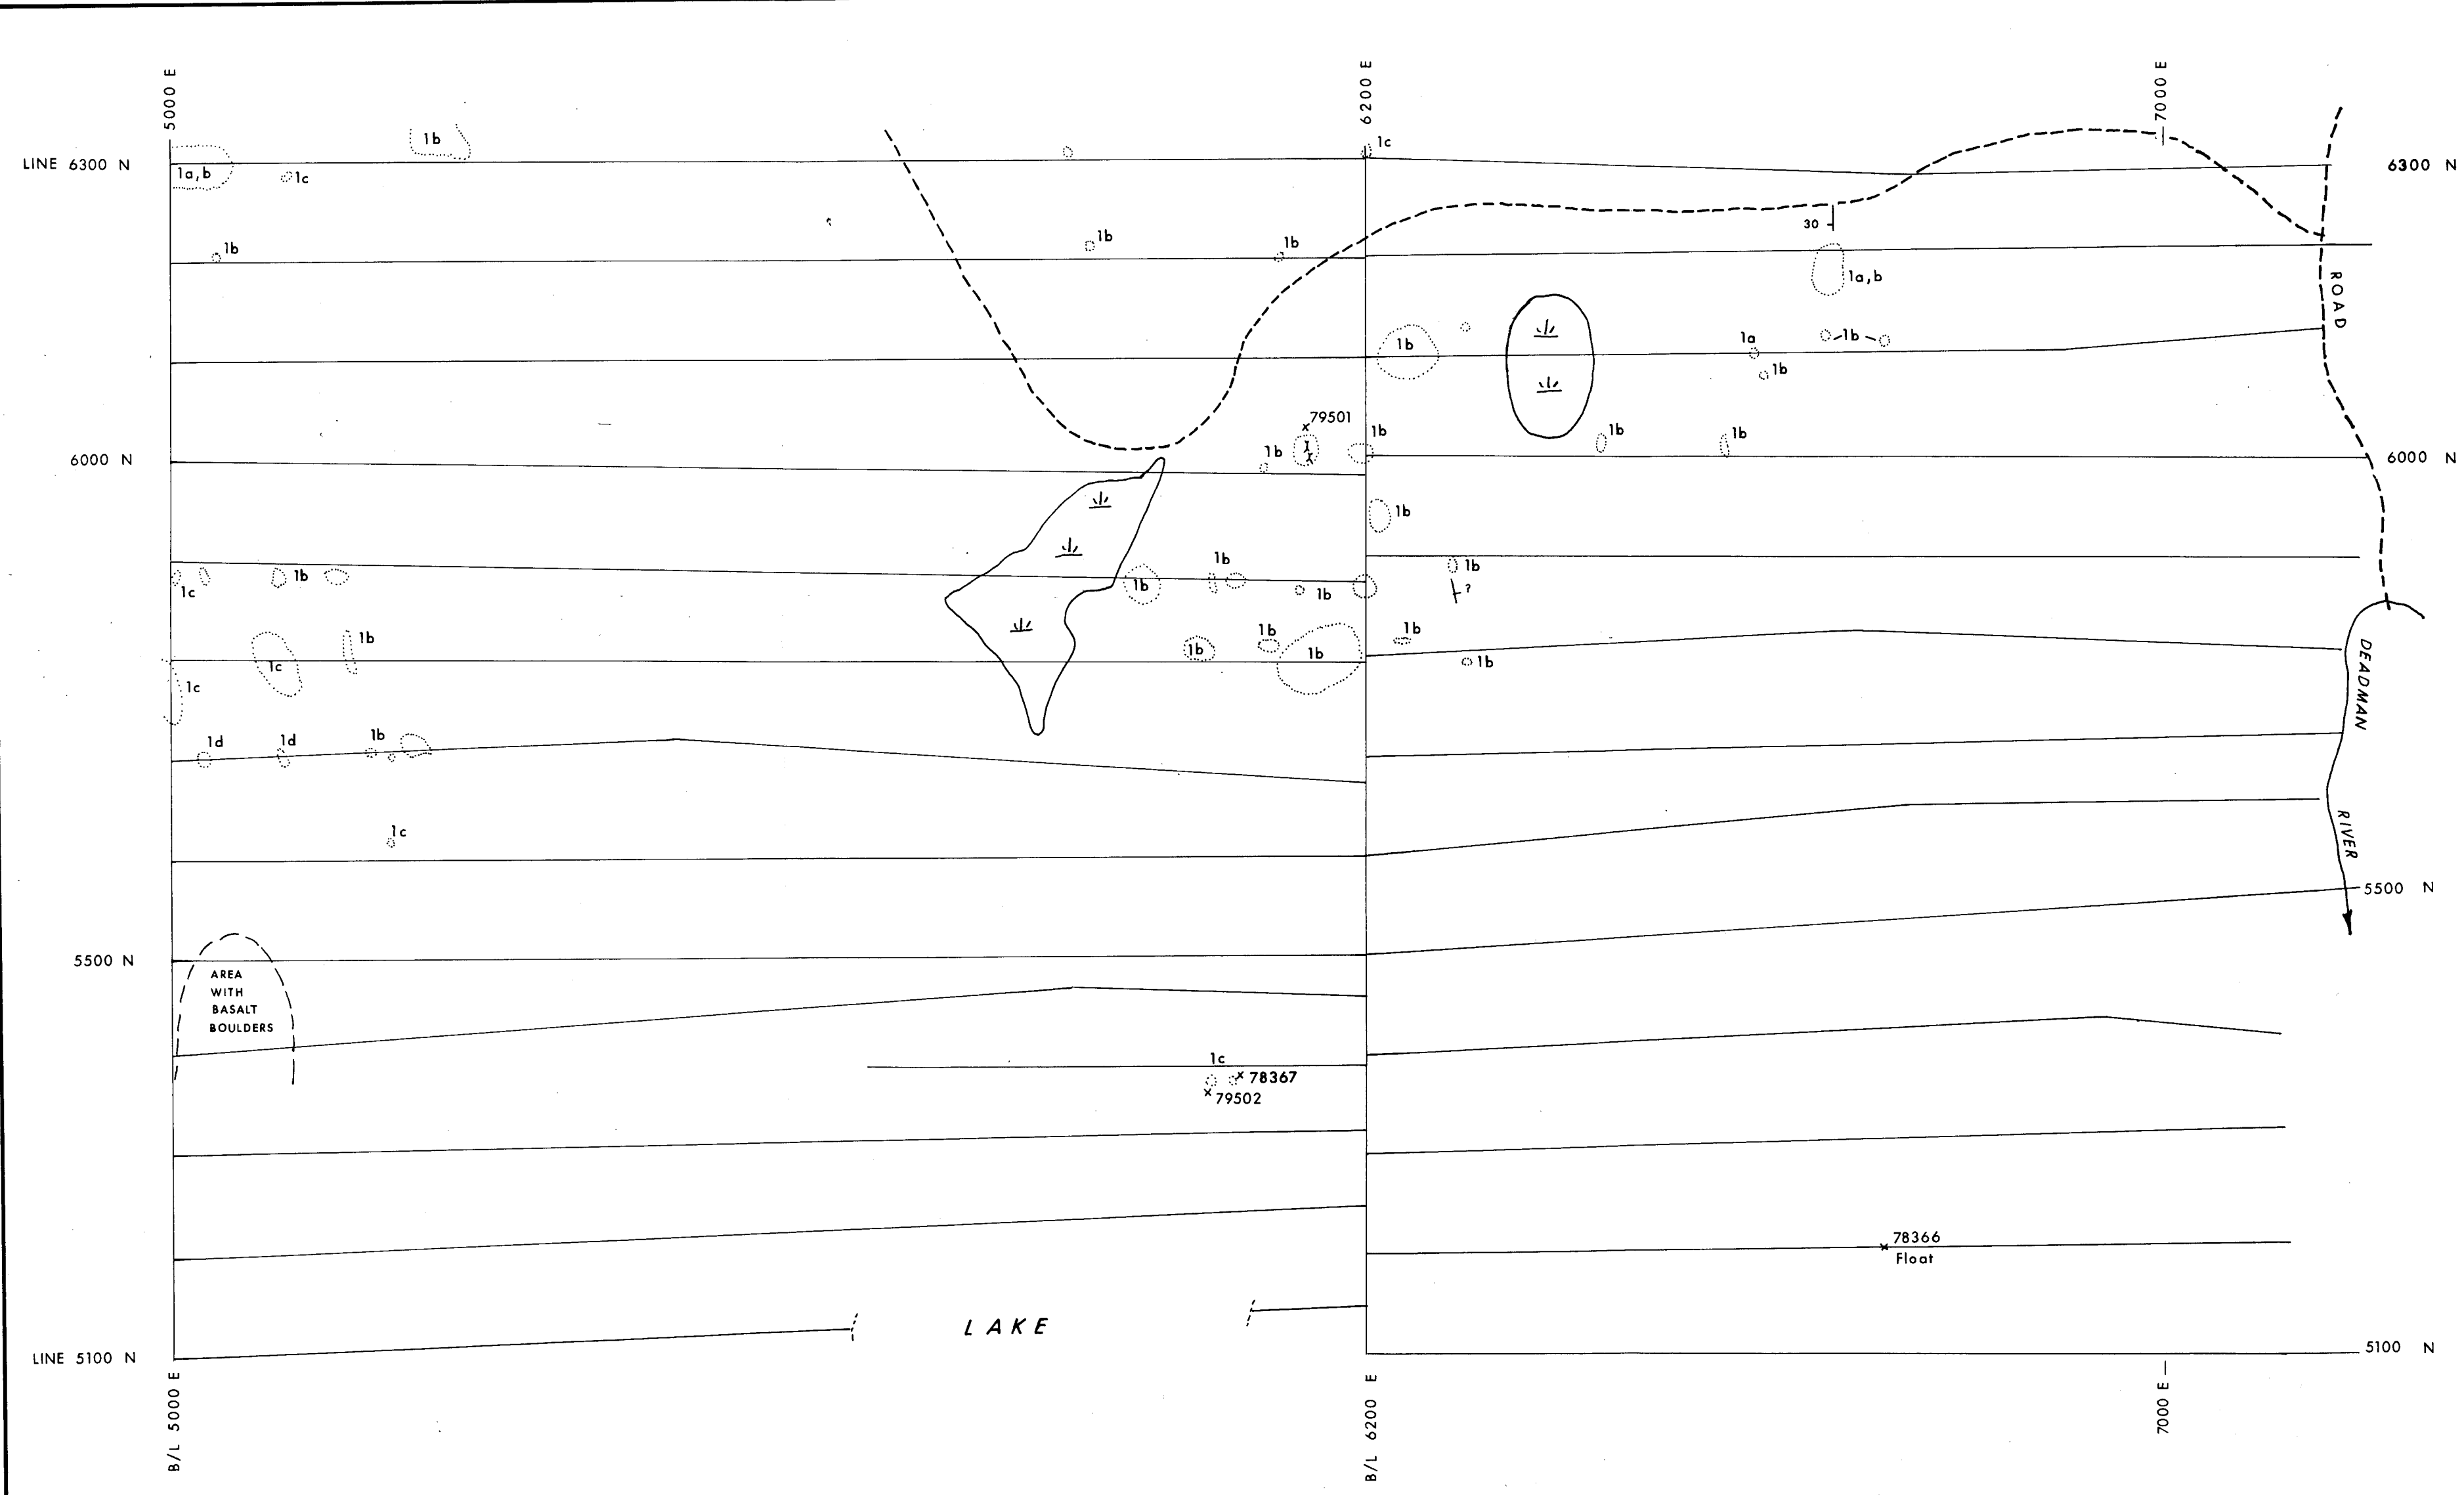 5000 E
6200 E
7000 E
1b
1c
LINE 6300 N
6300 N
1a,b
1c
30
1b
1b
1b
1a,b
ROAD
1b
1a
1b
1b
79501
1b
1b
1b
1b
6000 N
6000 N
1b
1b
1b
1b
1b
1b
1c
?
1b
1b
1b
1b
1b
1c
1b
1c
DEADMAN
1d
1d
1b
1c
RIVER
5500 N
5500 N
AREA
WITH
BASALT
BOULDERS
1c
78367
79502
78366
Float
LAKE
LINE 5100 N
5100 N
B/L 5000 E
B/L 6200 E
7000 E